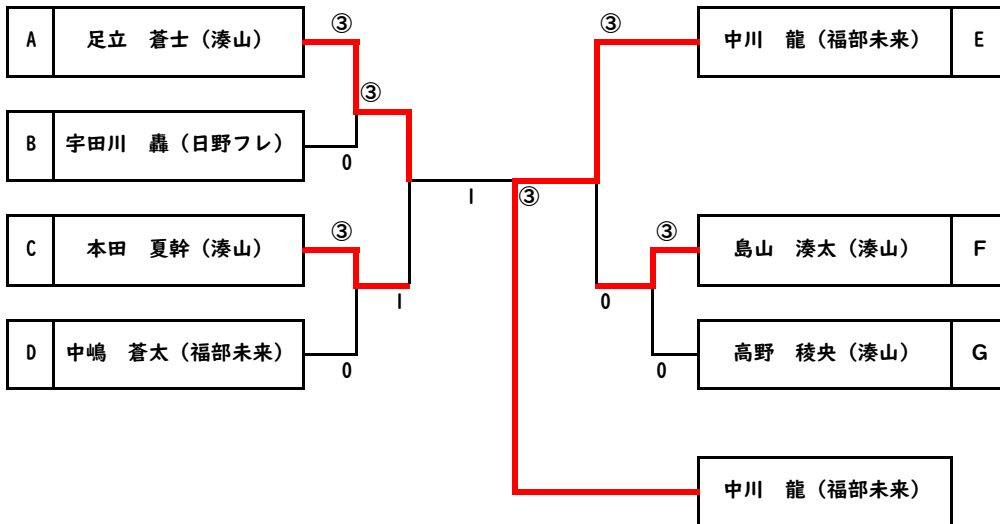 ③ ③
A 足立 蒼士（湊山） 中川 龍（福部未来） E
③
B 宇田川 轟（日野フレ）
0
1 ③
③ ③
C 本田 夏幹（湊山） 島山 湊太（湊山） F
1 0
D 中嶋 蒼太（福部未来） 高野 稜央（湊山） G
0 0
中川 龍（福部未来）